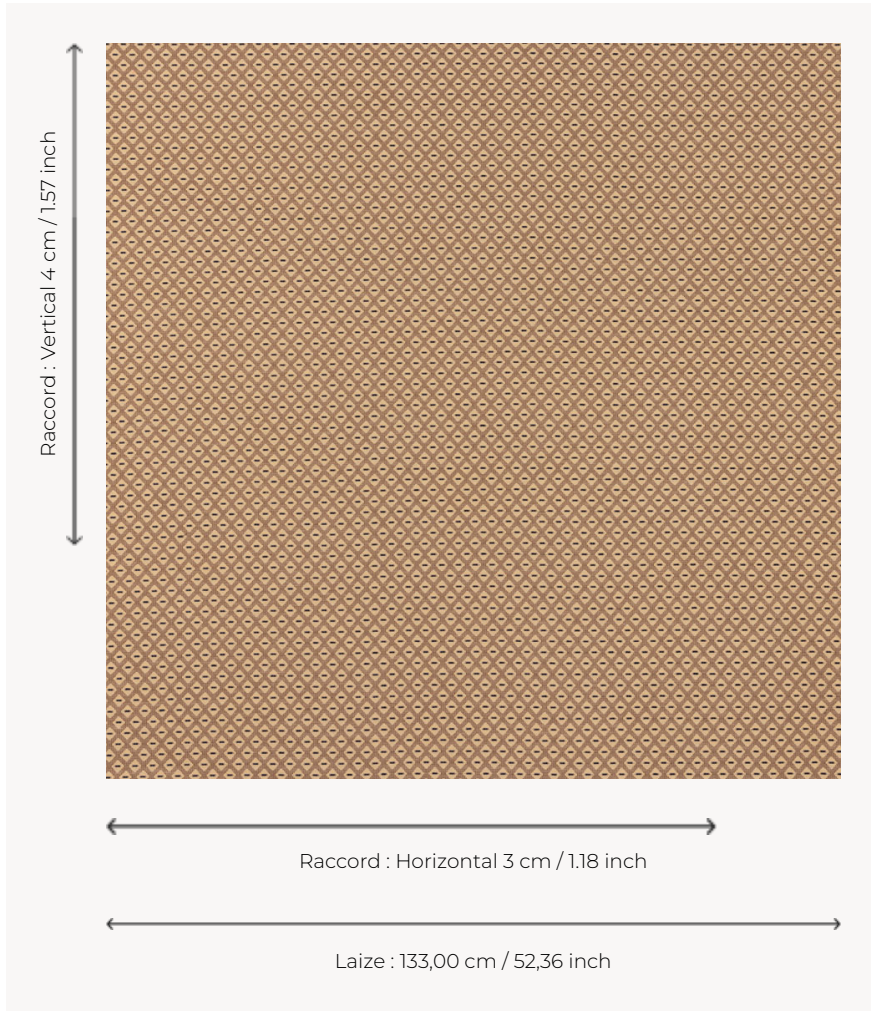 Raccord : Vertical 4 cm / 1.57 inch
Raccord : Horizontal 3 cm / 1.18 inch
Laize : 133,00 cm / 52,36 inch